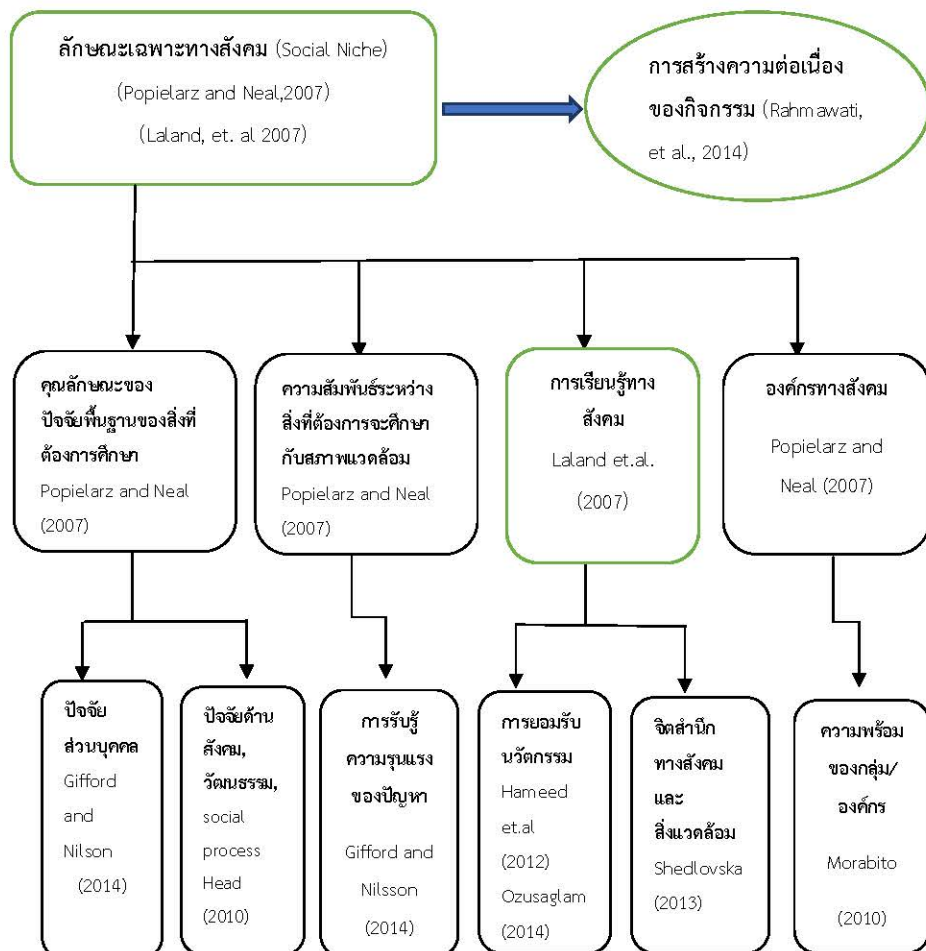 ลักษณะเฉพาะทางสังคม (Social Niche)
(Popielarz and Neal,2007)
(Laland, et. al 2007)
การสร้างความต่อเนื่อง
ของกิจกรรม (Rahmawati,
et al., 2014)
คุณลักษณะของ
ปัจจัยพื้นฐานของสิ่งที่
ต้องการศึกษา
Popielarz and Neal
(2007)
ความสัมพันธ์ระหว่าง
สิ่งที่ต้องการจะศึกษา
กับสภาพแวดล้อม
Popielarz and Neal
(2007)
การเรียนรู้ทาง
สังคม
Laland et.al.
(2007)
องค์กรทางสังคม
Popielarz and
Neal (2007)
ปัจจัย
ส่วนบุคคล
Gifford
and
Nilson
(2014)
ปัจจัยด้าน
สังคม,
วัฒนธรรม,
social
process
Head
(2010)
การรับรู้
ความรุนแรง
ของปัญหา
Gifford and
Nilsson
(2014)
การยอมรับ
นวัตกรรม
Hameed
et.al
(2012)
Ozusaglam
(2014)
จิตสำนึก
ทางสังคม
และ
สิ่งแวดล้อม
Shedlovska
(2013)
ความพร้อม
ของกลุ่ม/
องค์กร
Morabito
(2010)